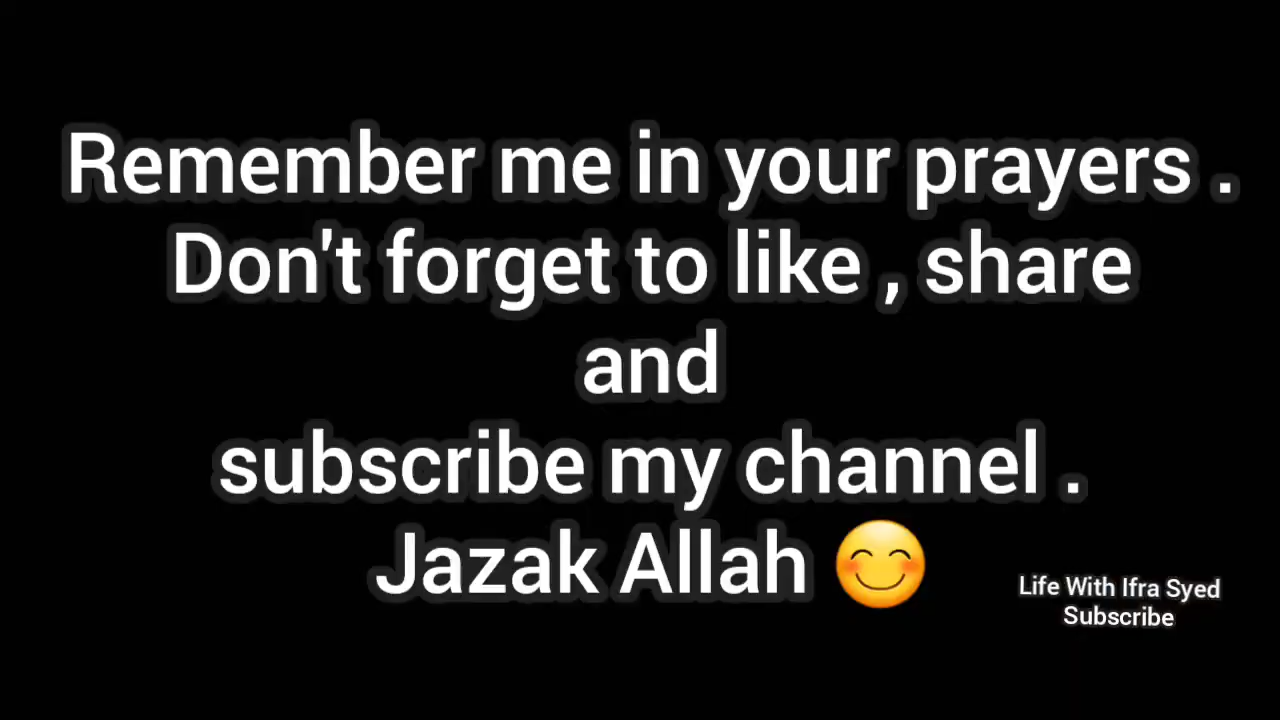 Remember me in your prayers .
Don't forget to like , share
and
subscribe my channel .
Jazak Allah 😊
Life With Ifra Syed
Subscribe